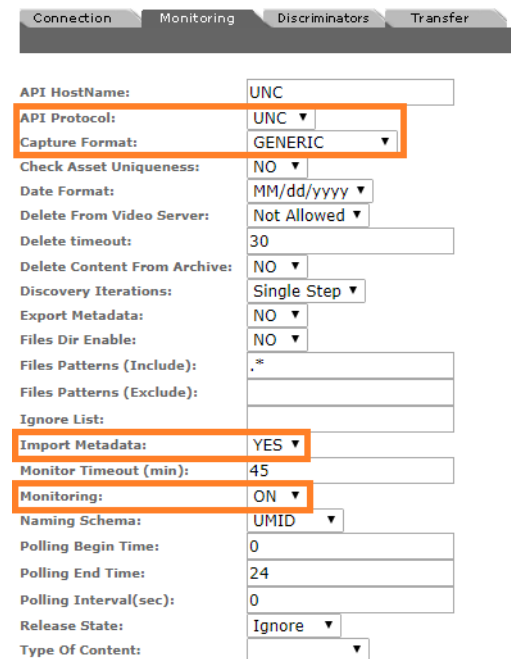 Connection Monitoring Discriminators Transfer
API HostName: UNC
API Protocol: UNC
Capture Format: GENERIC
Check Asset Uniqueness: NO
Date Format: MM/dd/yyyy
Delete From Video Server: Not Allowed
Delete timeout: 30
Delete Content From Archive: NO
Discovery Iterations: Single Step
Export Metadata: NO
Files Dir Enable: NO
Files Patterns (Include): .*
Files Patterns (Exclude):
Ignore List:
Import Metadata: YES
Monitor Timeout (min): 45
Monitoring: ON
Naming Schema: UMID
Polling Begin Time: 0
Polling End Time: 24
Polling Interval(sec): 0
Release State: Ignore
Type Of Content: